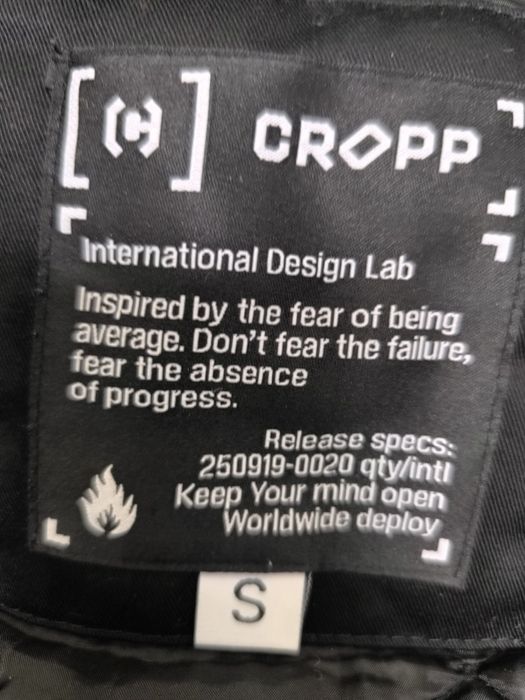 [C] CROPP
International Design Lab
Inspired by the fear of being
average. Don't fear the failure,
fear the absence
of progress.
Release specs:
250919-0020 qty/intl
Keep Your mind open
Worldwide deploy
S